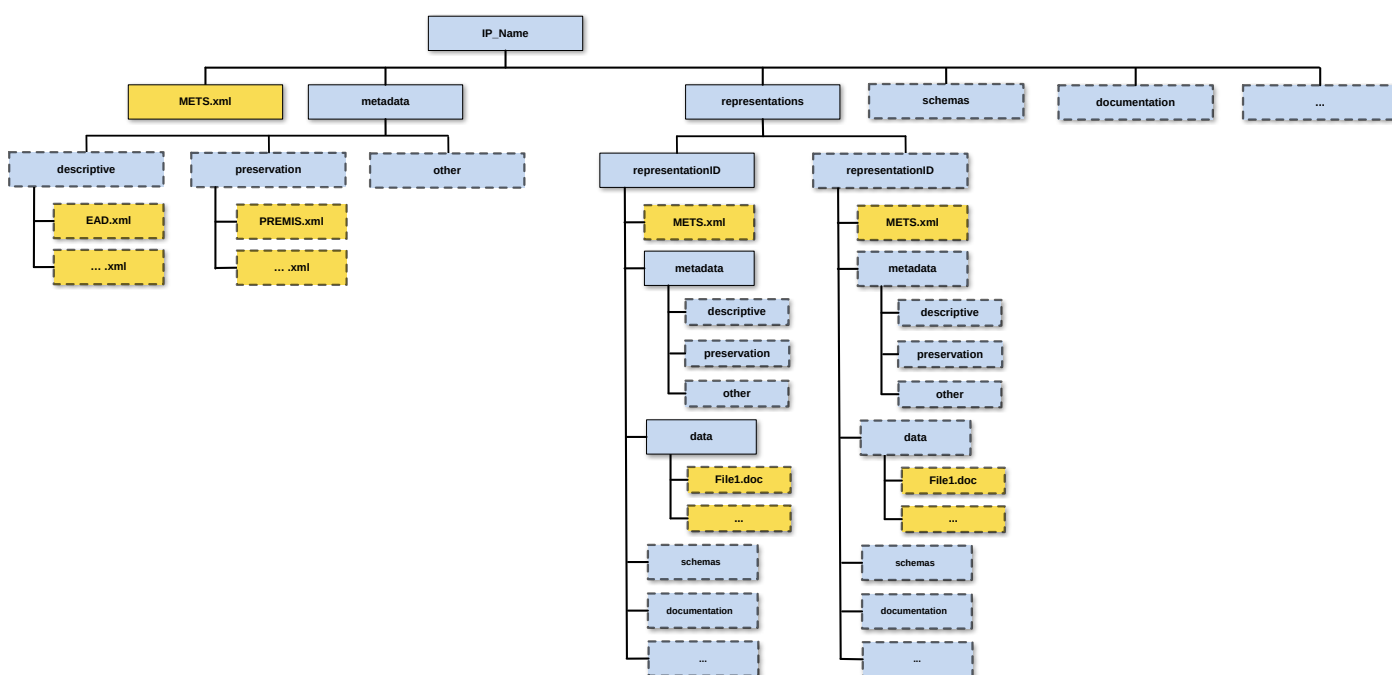 IP_Name
METS.xml
metadata
representations
schemas
documentation
...
descriptive
preservation
other
EAD.xml
... .xml
PREMIS.xml
... .xml
representationID
METS.xml
metadata
descriptive
preservation
other
data
File1.doc
...
schemas
documentation
...
representationID
METS.xml
metadata
descriptive
preservation
other
data
File1.doc
...
schemas
documentation
...